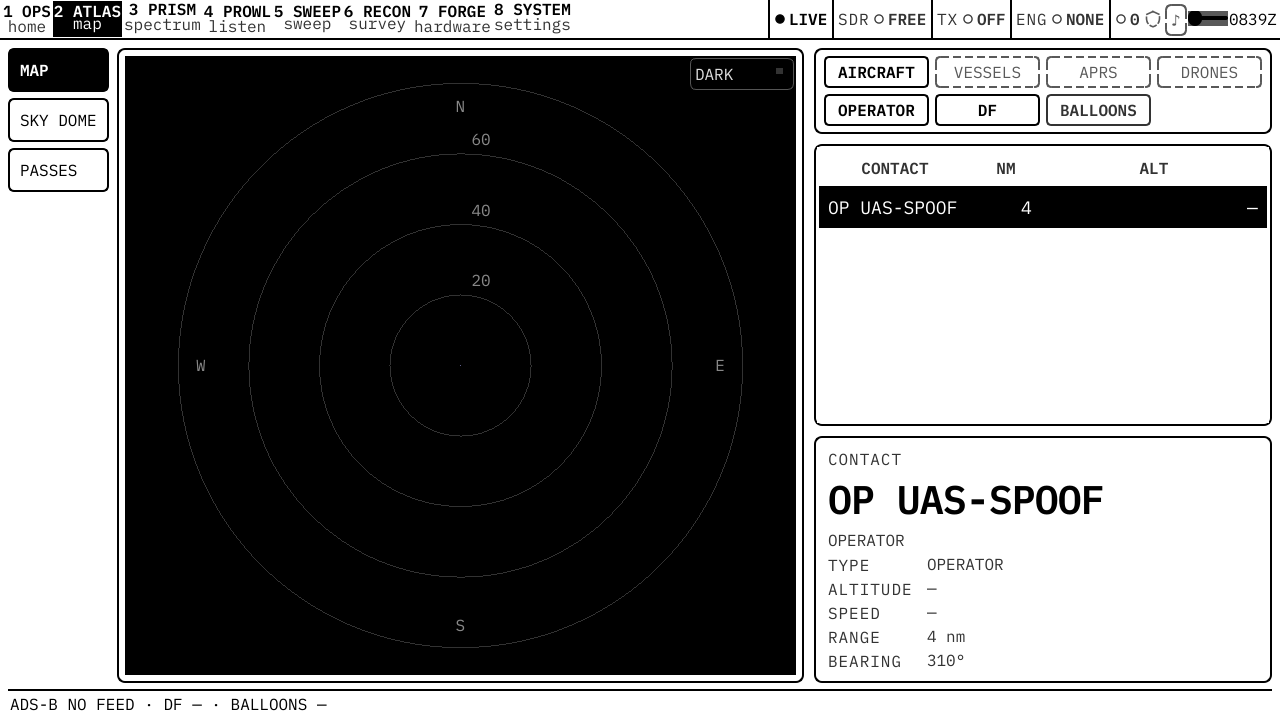 1 OPS 2 ATLAS 3 PRISM 4 PROWL 5 SWEEP 6 RECON 7 FORGE 8 SYSTEM
home map spectrum listen sweep survey hardware settings
LIVE SDR FREE TX OFF ENG NONE 0 ♪ 0839Z
MAP
SKY DOME
PASSES
DARK
N
60
40
20
W
E
S
AIRCRAFT VESSELS APRS DRONES
OPERATOR DF BALLOONS
CONTACT NM ALT
OP UAS-SPOOF 4 —
CONTACT
OP UAS-SPOOF
OPERATOR
TYPE OPERATOR
ALTITUDE —
SPEED —
RANGE 4 nm
BEARING 310°
ADS-B NO FEED · DF — · BALLOONS —